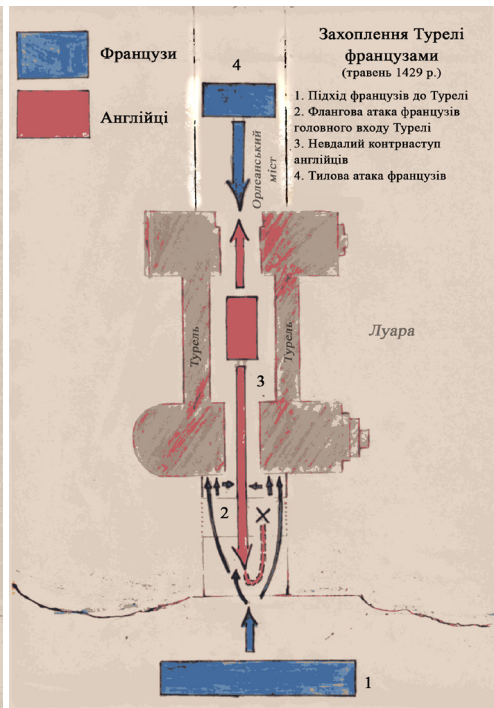 Французи
Англійці
Захоплення Турелі
французами
(травень 1429 р.)
1. Підхід французів до Турелі
2. Флангова атака французів
головного входу Турелі
3. Невдалий контрнаступ
англійців
4. Тилова атака французів
4
Орлеанський
міст
Турель
Турель
Луара
3
2
1